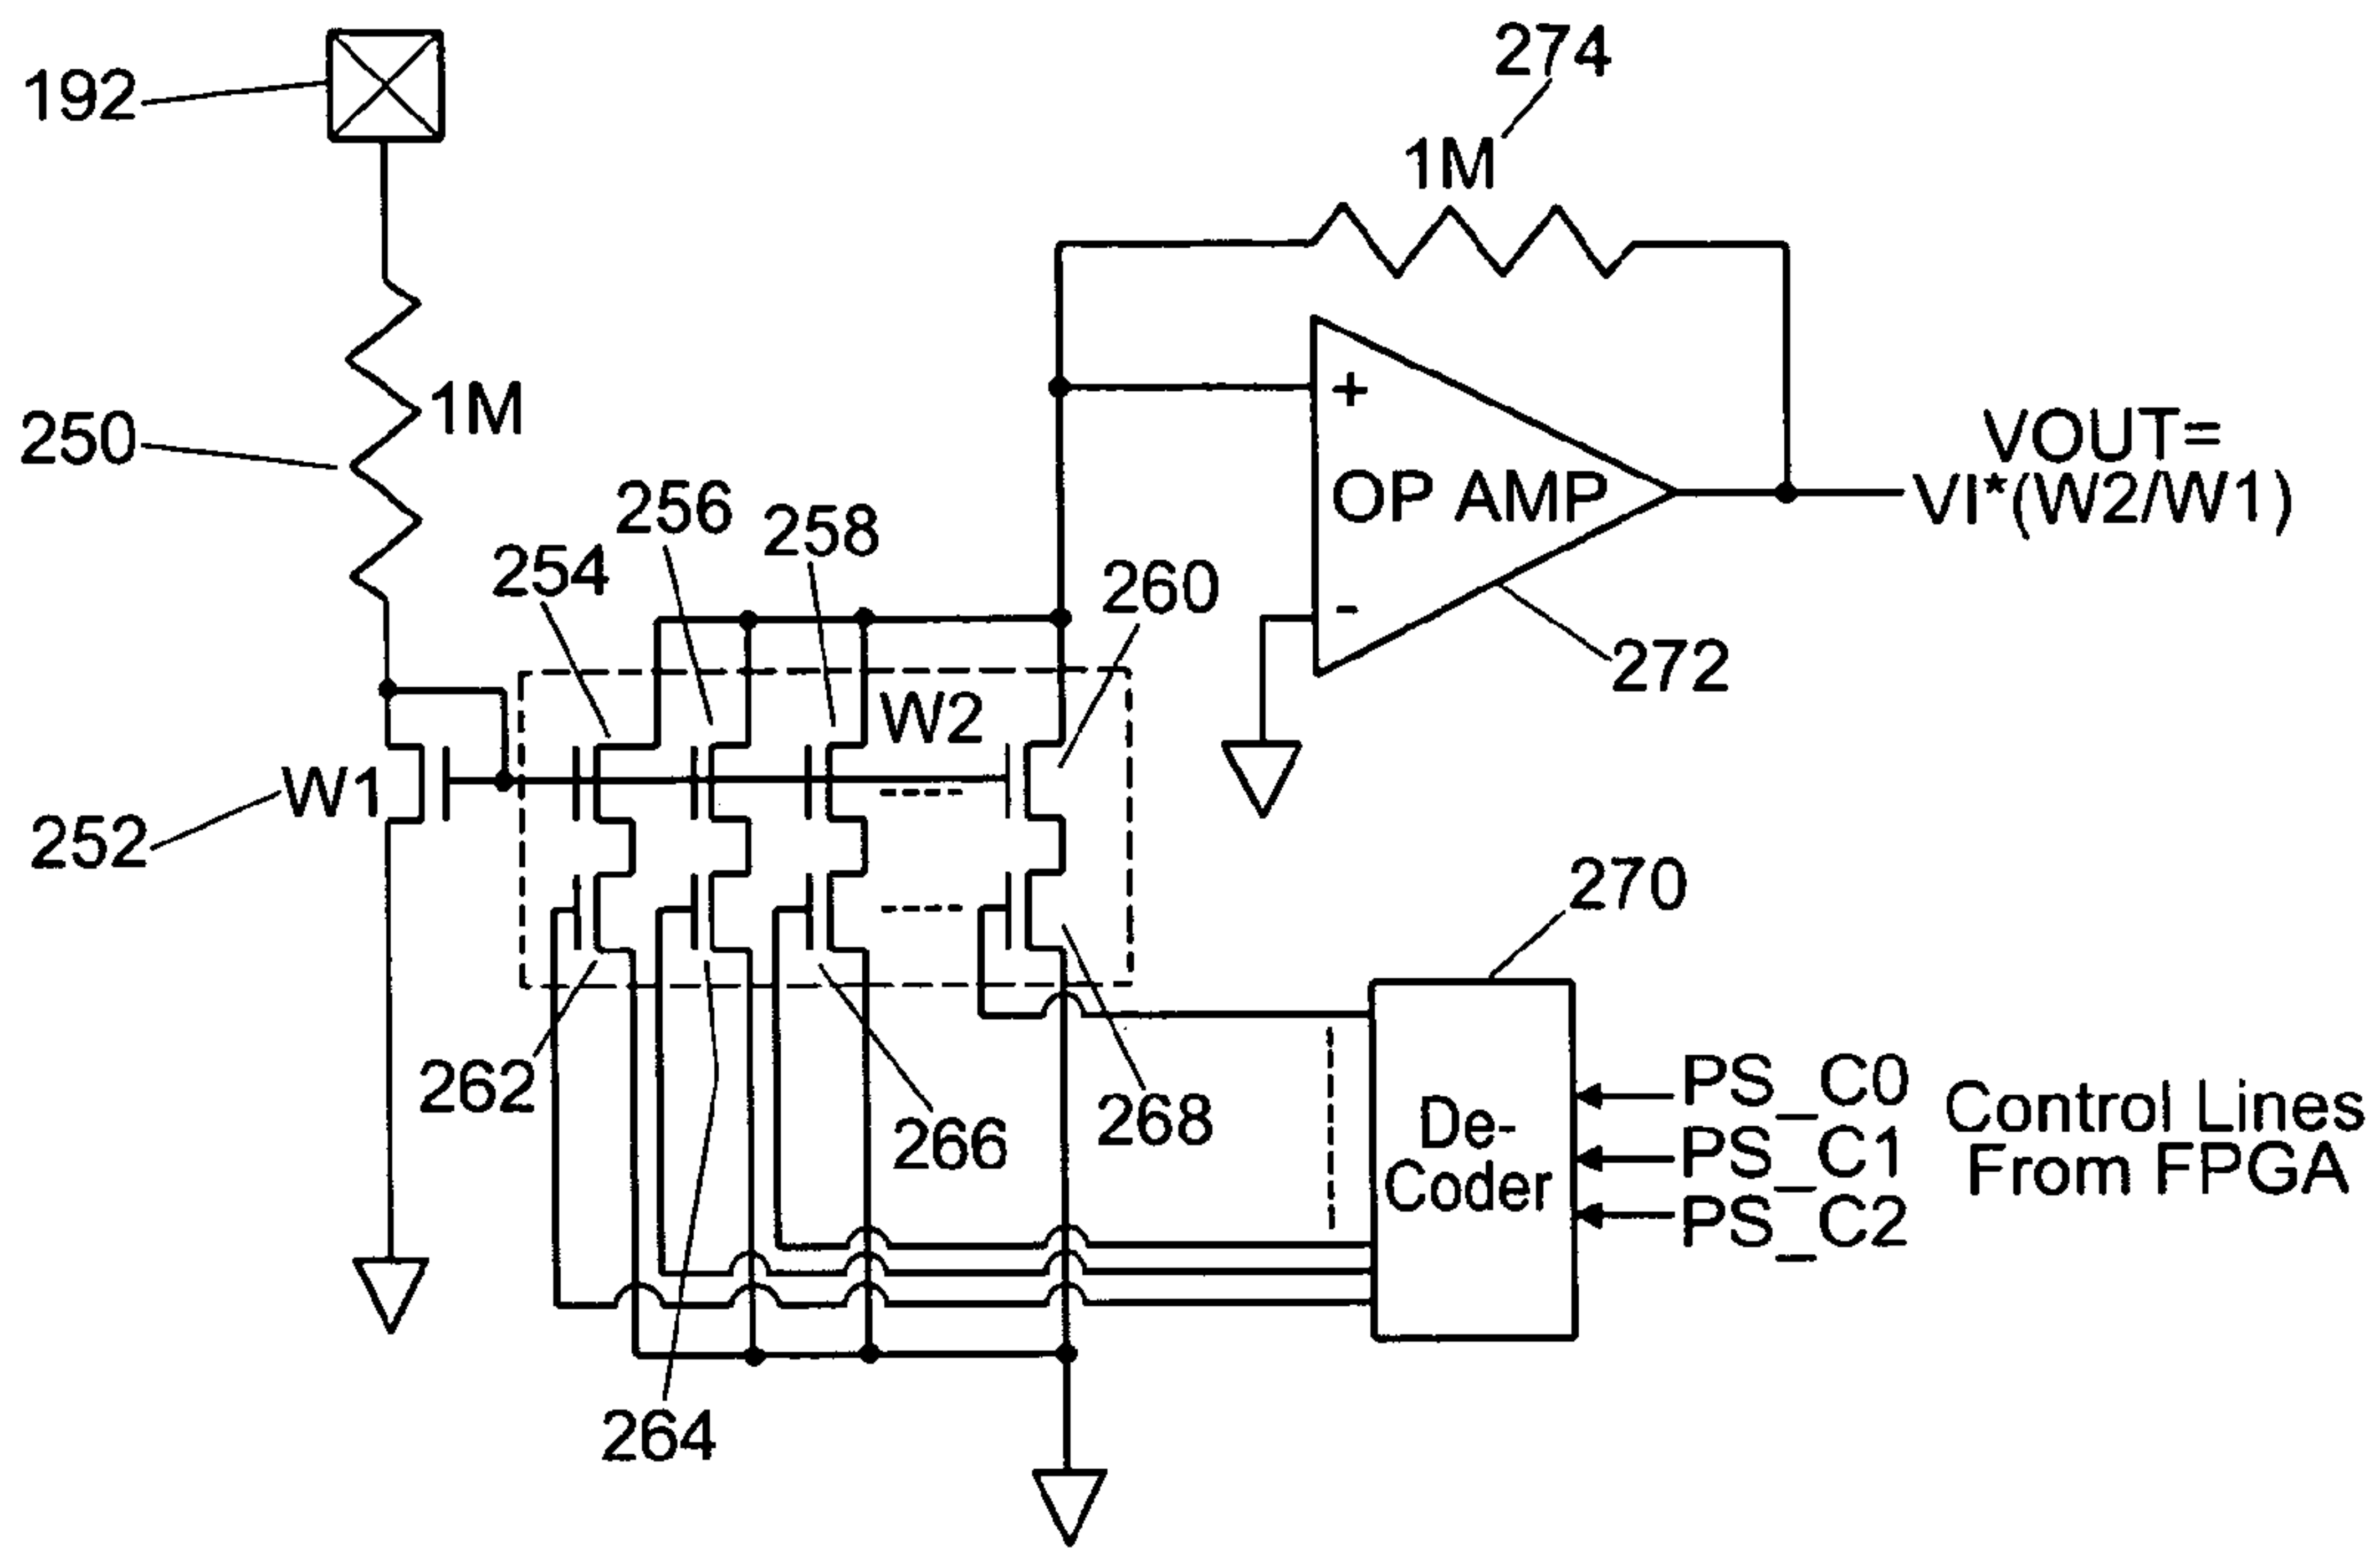 192
274
1M
250
1M
+
OP AMP
-
VOUT=
VI*(W2/W1)
254
256
258
260
272
W2
W1
252
270
262
266
268
264
De-
Coder
PS_C0
PS_C1
PS_C2
Control Lines
From FPGA